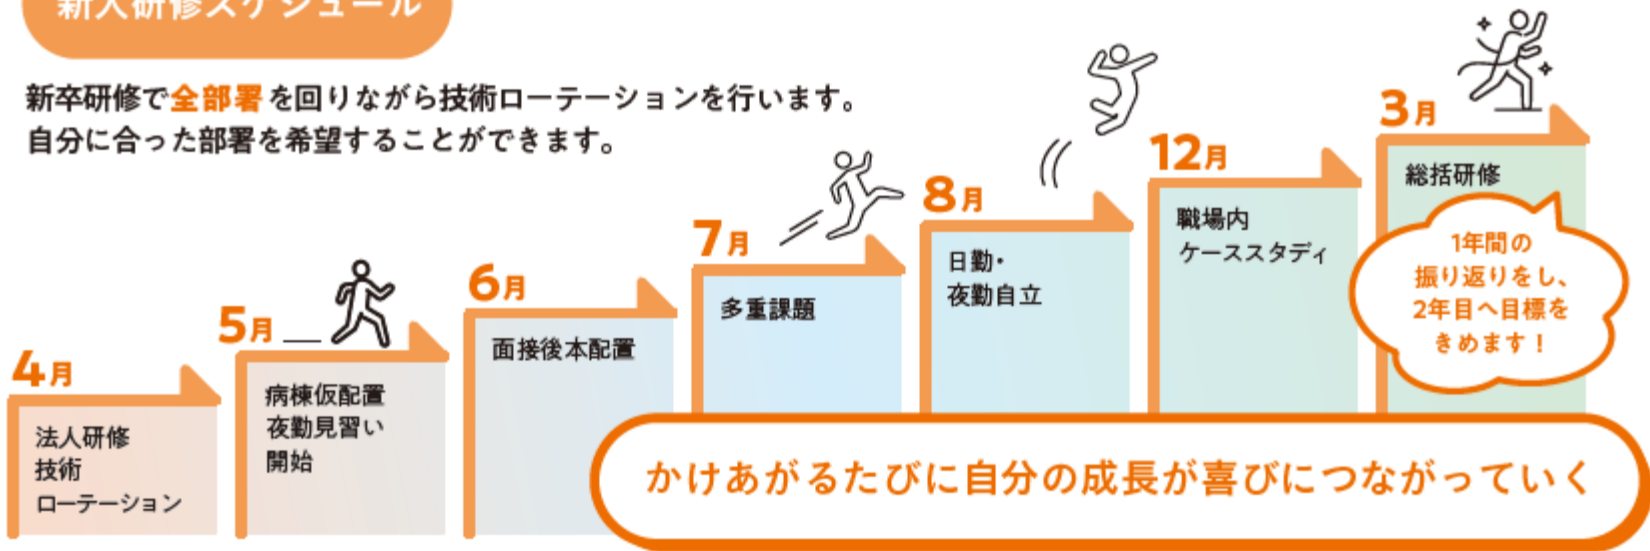 新人研修スケジュール
新卒研修で全部署を回りながら技術ローテーションを行います。
自分に合った部署を希望することができます。
4月
法人研修
技術
ローテーション
5月
病棟仮配置
夜勤見習い
開始
6月
面接後本配置
7月
多重課題
8月
日勤・
夜勤自立
12月
職場内
ケーススタディ
3月
総括研修
1年間の
振り返りをし、
2年目へ目標を
きめます！
かけあがるたびに自分の成長が喜びにつながっていく